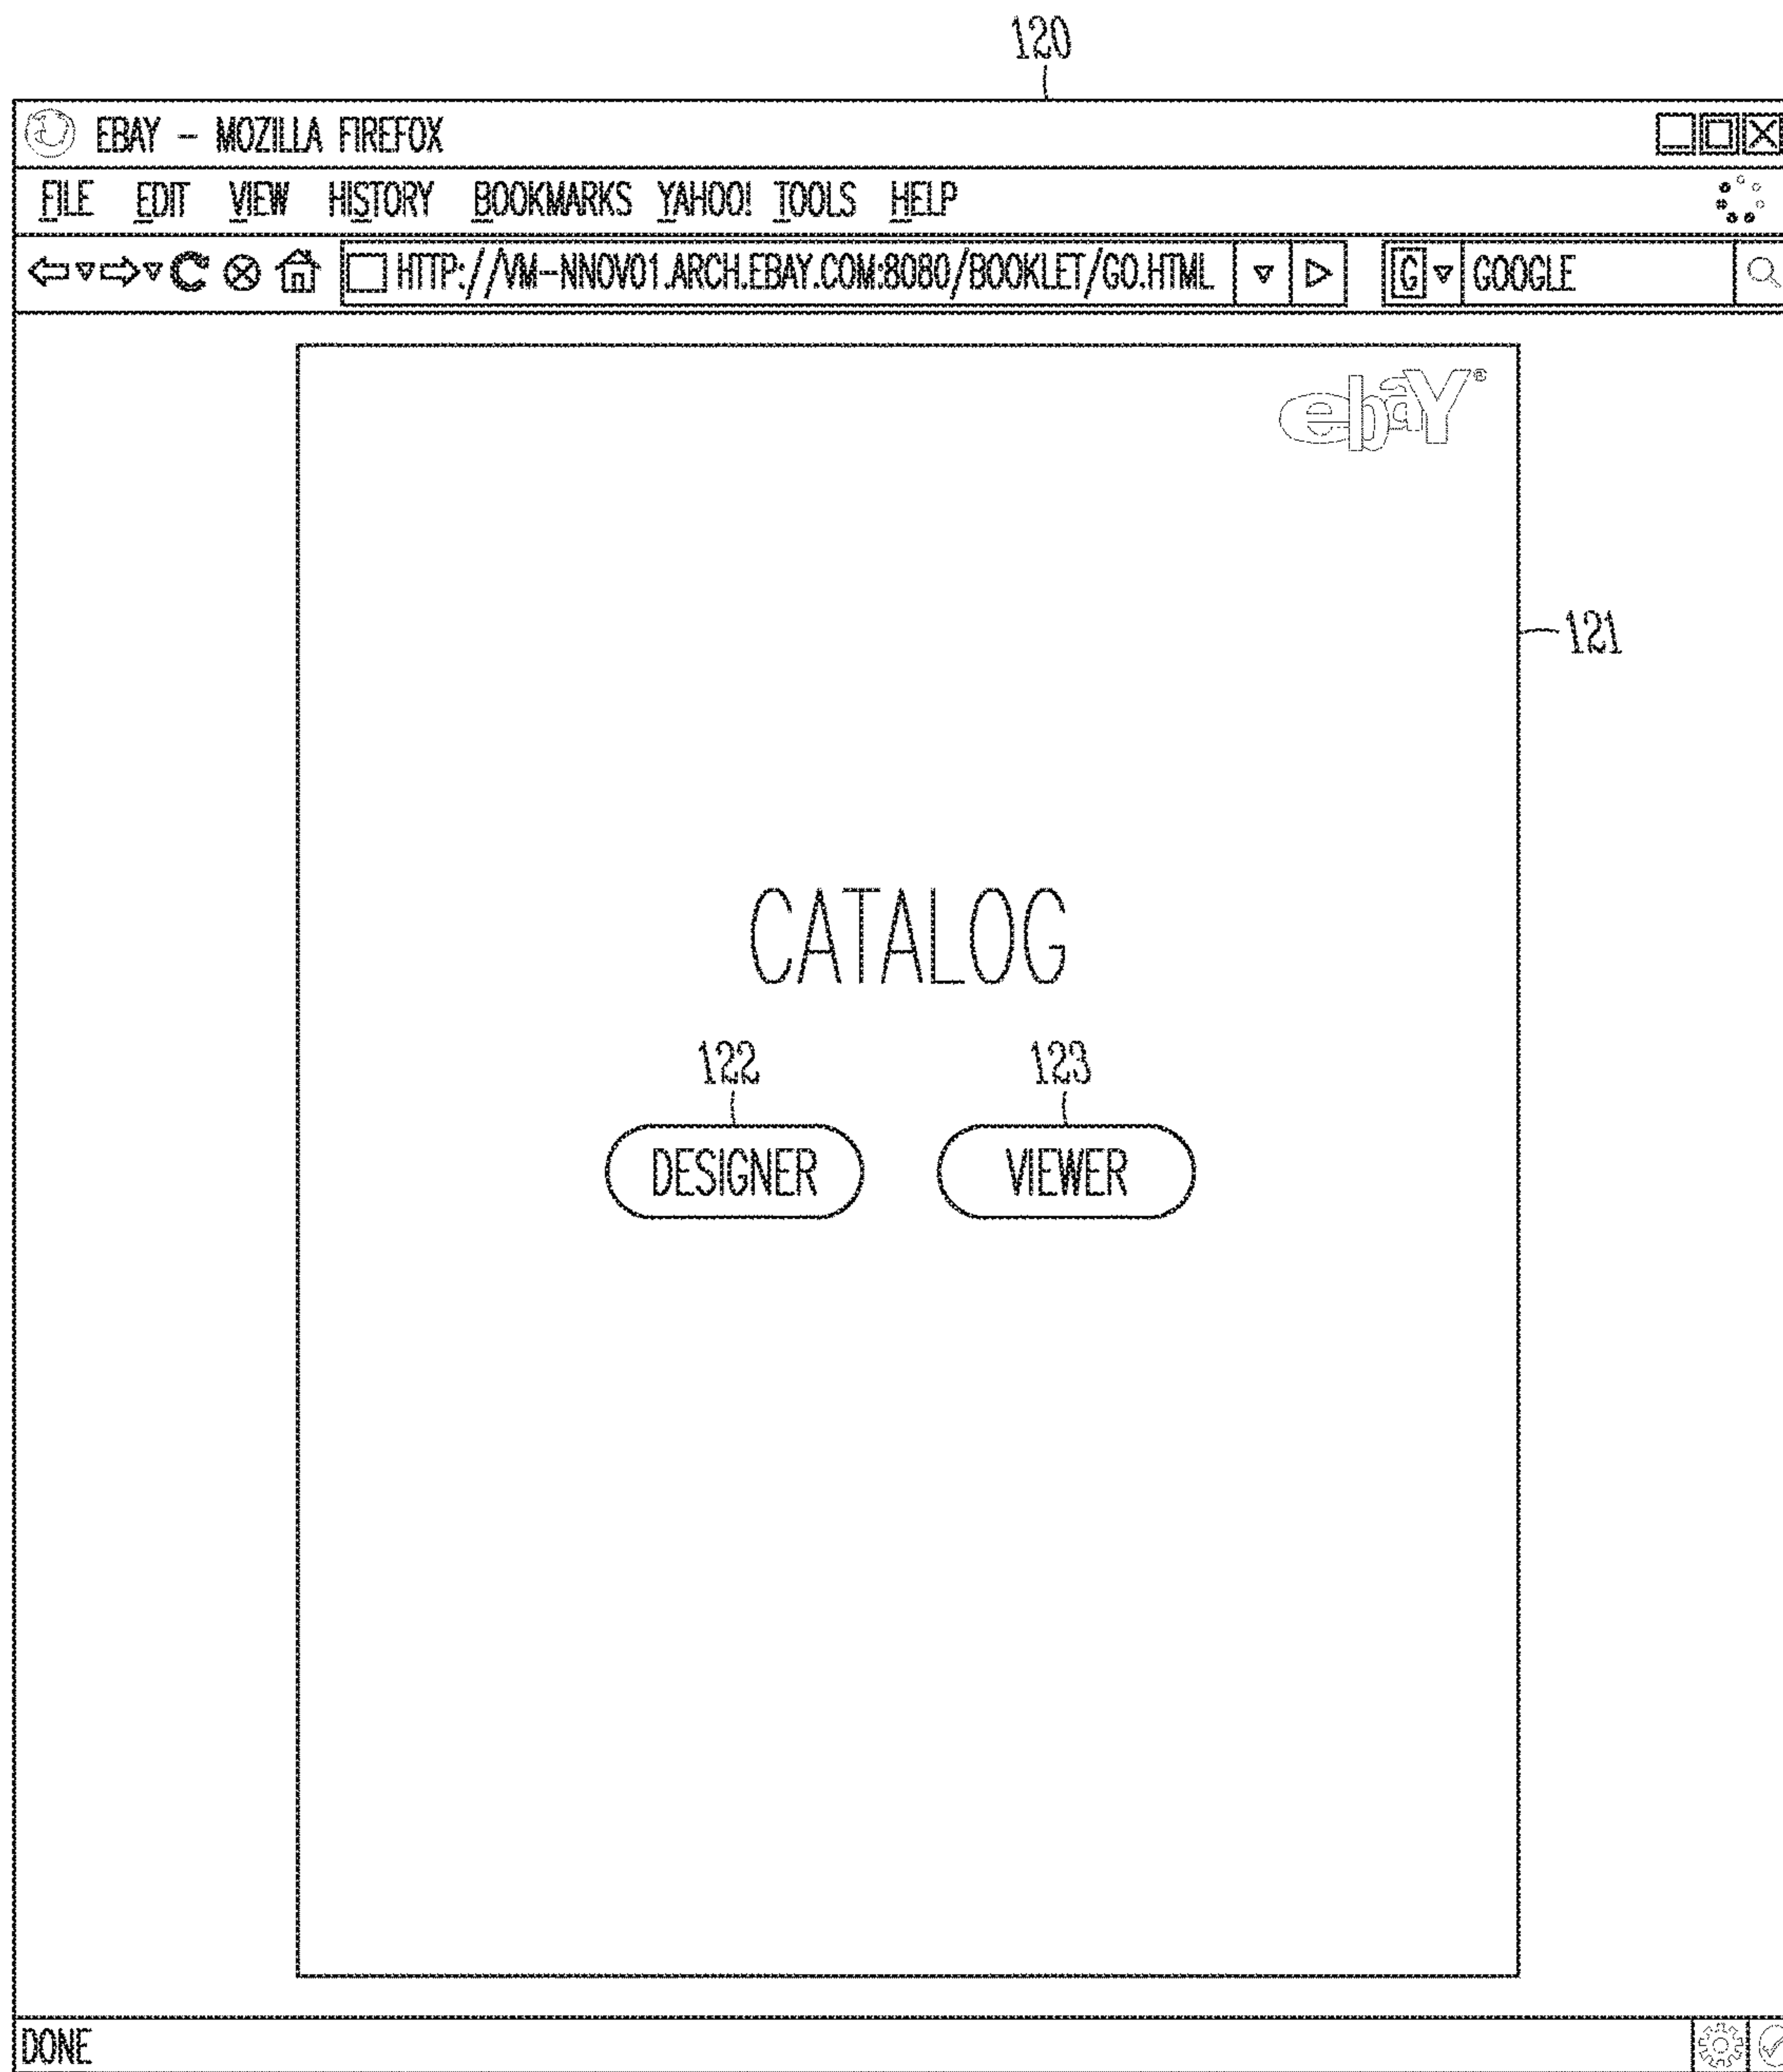 120
EBAY – MOZILLA FIREFOX
FILE EDIT VIEW HISTORY BOOKMARKS YAHOO! TOOLS HELP
HTTP://VM-NNOV01.ARCH.EBAY.COM:8080/BOOKLET/GO.HTML G GOOGLE
ebaY®
121
CATALOG
122 123
DESIGNER VIEWER
DONE